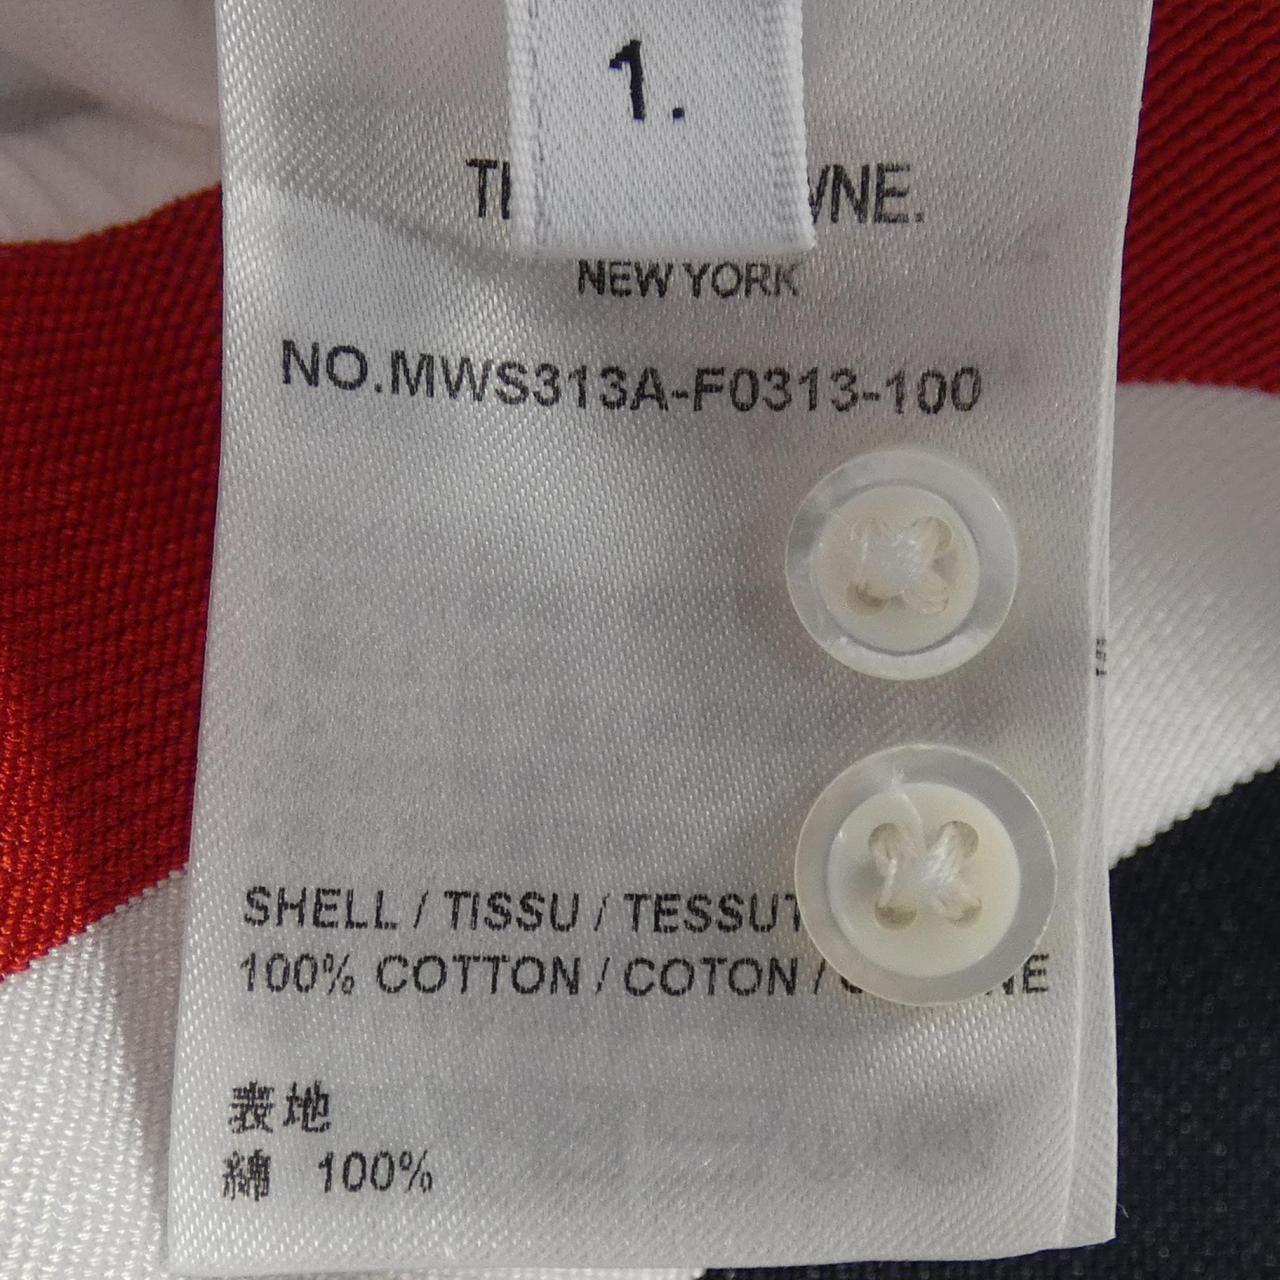 1.
NEW YORK
NO.MWS313A-F0313-100
SHELL / TISSU / TESSUT
100% COTTON / COTON /
表地
綿 100%